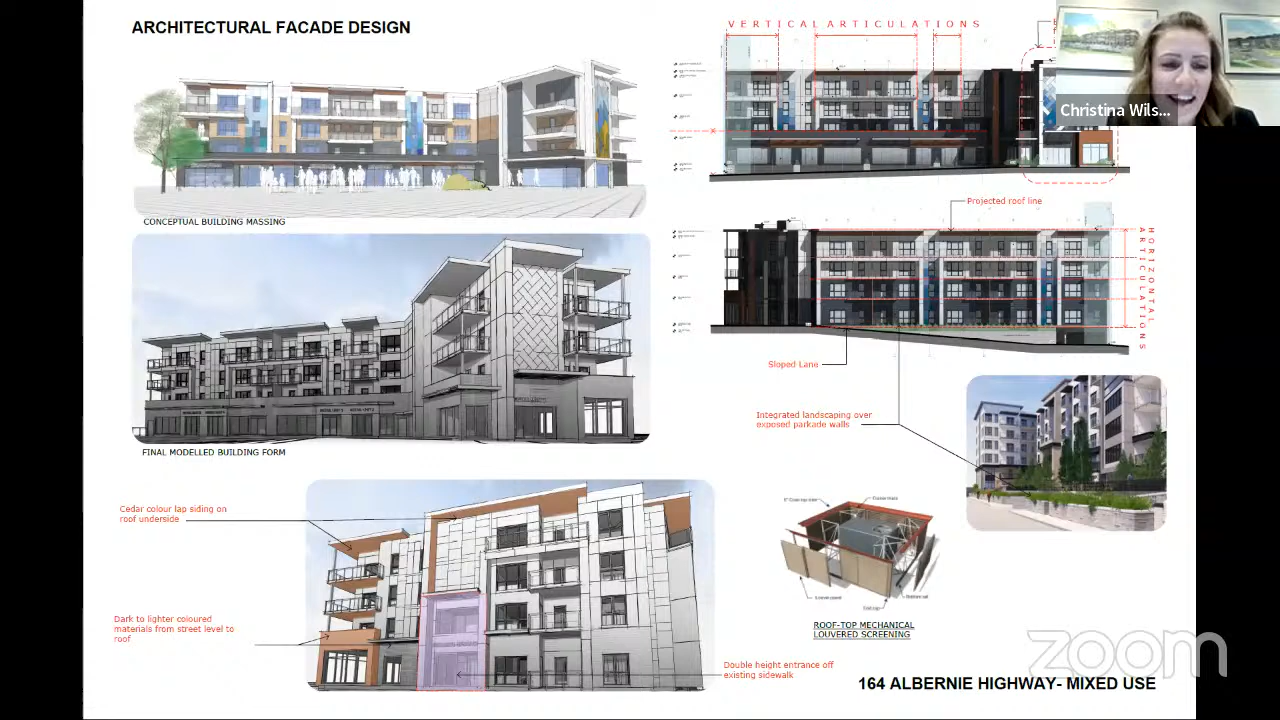 ARCHITECTURAL FACADE DESIGN
VERTICAL ARTICULATIONS
Christina Wils...
CONCEPTUAL BUILDING MASSING
Projected roof line
HORIZONTAL
ARTICULATIONS
Sloped Lane
Integrated landscaping over
exposed parkade walls
FINAL MODELLED BUILDING FORM
Cedar colour lap siding on
roof underside
Dark to lighter coloured
materials from street level to
roof
ROOF-TOP MECHANICAL
LOUVERED SCREENING
Double height entrance off
existing sidewalk
zoom
164 ALBERNIE HIGHWAY- MIXED USE